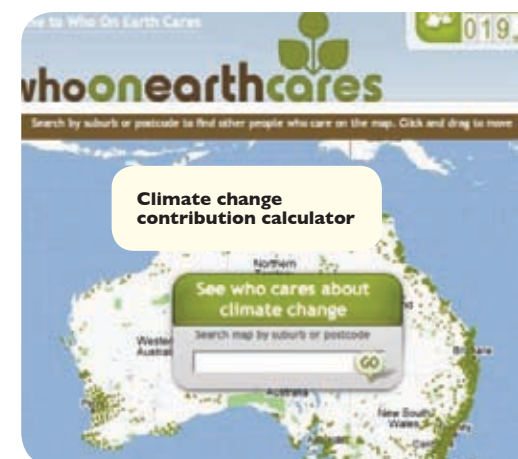 e to Who On Earth Cares
019.
whoonearthcares
Search by suburb or postcode to find other people who care on the map. Click and drag to move
Climate change
contribution calculator
Northern
See who cares about
climate change
Search map by suburb or postcode
GO
Western
Australia
Brisbane
Australia
New South
Wales